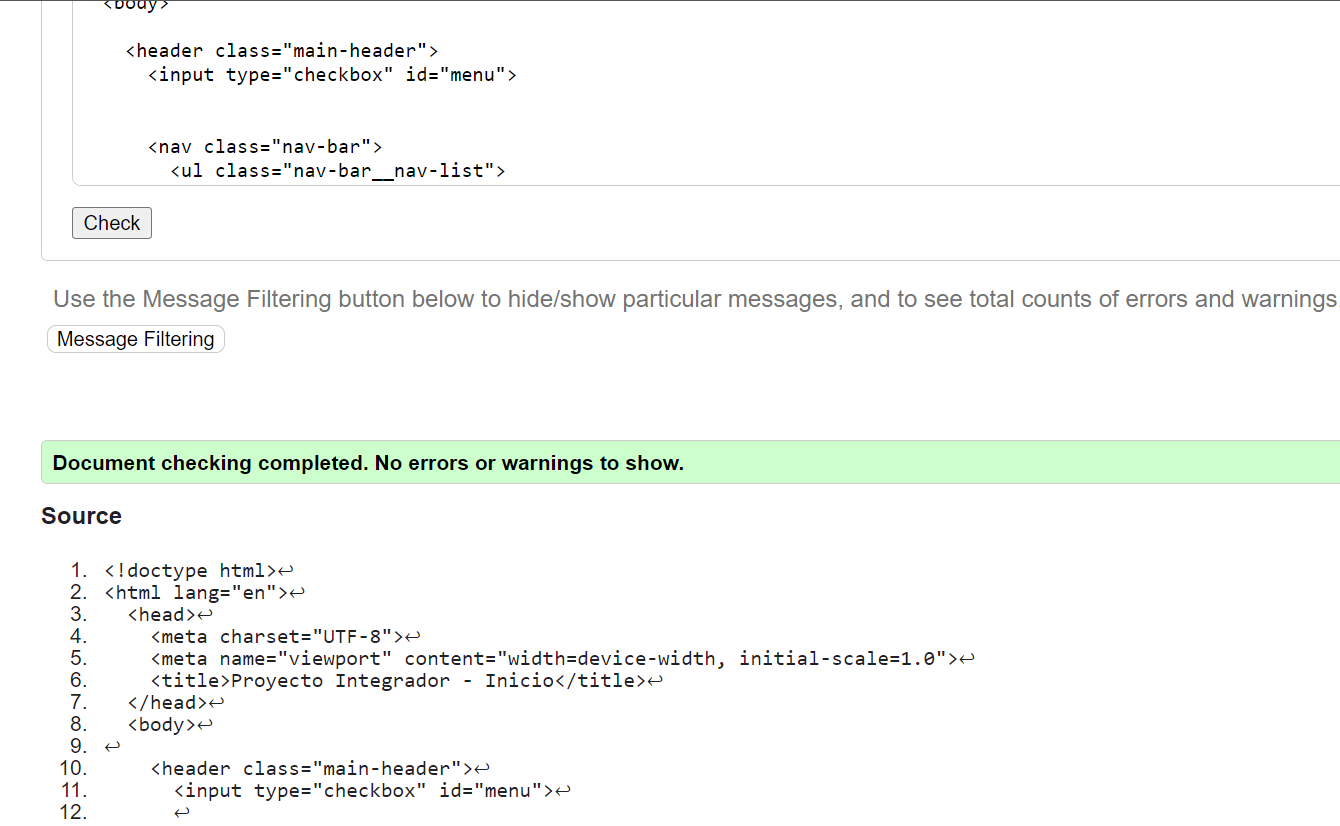 <body>
<header class="main-header">
<input type="checkbox" id="menu">
<nav class="nav-bar">
<ul class="nav-bar__nav-list">
Check
Use the Message Filtering button below to hide/show particular messages, and to see total counts of errors and warnings
Message Filtering
Document checking completed. No errors or warnings to show.
Source
1. <!doctype html>↩
2. <html lang="en">↩
3. <head>↩
4. <meta charset="UTF-8">↩
5. <meta name="viewport" content="width=device-width, initial-scale=1.0">↩
6. <title>Proyecto Integrador - Inicio</title>↩
7. </head>↩
8. <body>↩
9. ↩
10. <header class="main-header">↩
11. <input type="checkbox" id="menu">↩
12. ↩